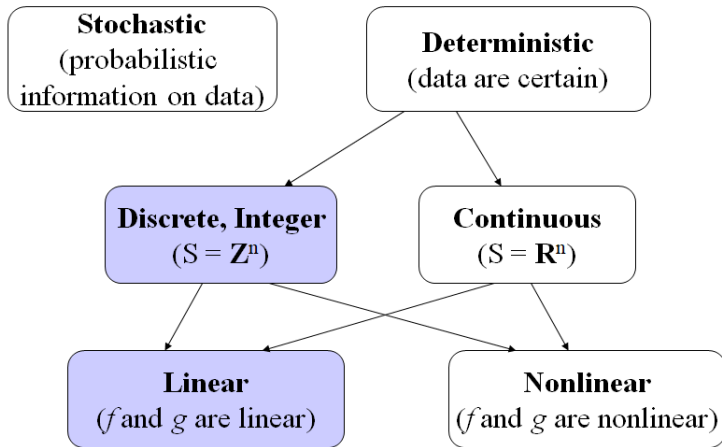 Stochastic
(probabilistic
information on data)
Deterministic
(data are certain)
Discrete, Integer
(S = Zⁿ)
Continuous
(S = Rⁿ)
Linear
(f and g are linear)
Nonlinear
(f and g are nonlinear)